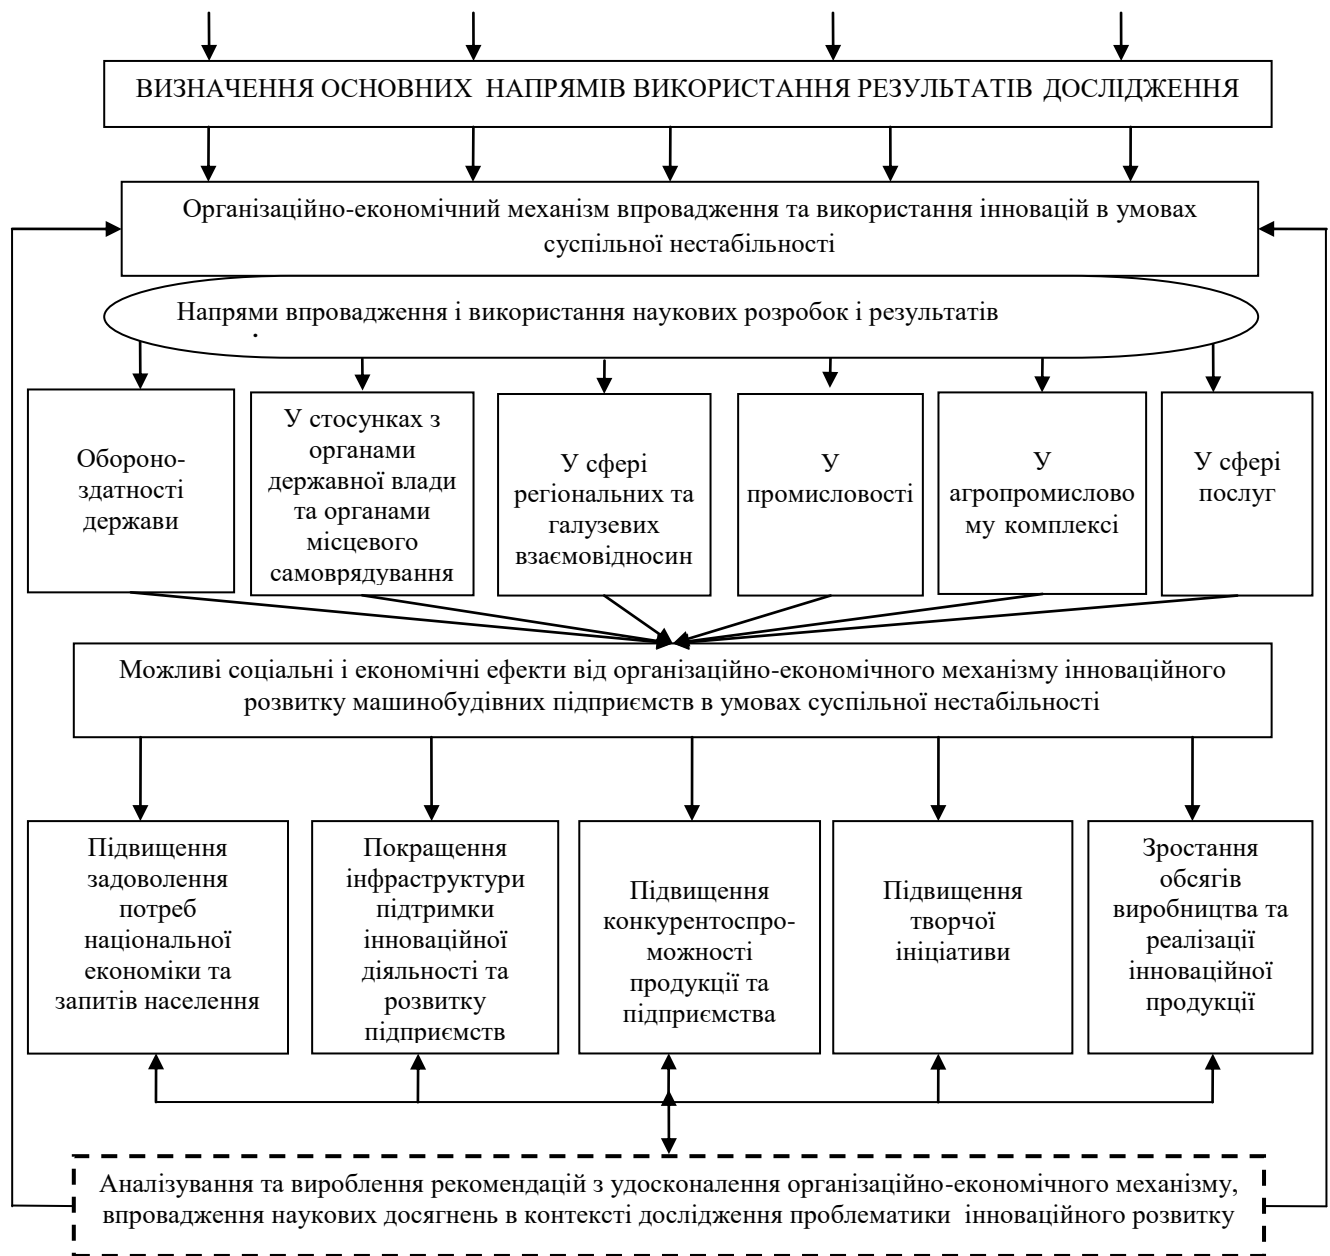 ВИЗНАЧЕННЯ ОСНОВНИХ НАПРЯМІВ ВИКОРИСТАННЯ РЕЗУЛЬТАТІВ ДОСЛІДЖЕННЯ
Організаційно-економічний механізм впровадження та використання інновацій в умовах
суспільної нестабільності
Напрями впровадження і використання наукових розробок і результатів
Обороно-
здатності
держави
У стосунках з
органами
державної влади
та органами
місцевого
самоврядування
У сфері
регіональних та
галузевих
взаємовідносин
У
промисловості
У
агропромислово
му комплексі
У сфері
послуг
Можливі соціальні і економічні ефекти від організаційно-економічного механізму інноваційного
розвитку машинобудівних підприємств в умовах суспільної нестабільності
Підвищення
задоволення
потреб
національної
економіки та
запитів населення
Покращення
інфраструктури
підтримки
інноваційної
діяльності та
розвитку
підприємств
Підвищення
конкурентоспро-
можності
продукції та
підприємства
Підвищення
творчої
ініціативи
Зростання
обсягів
виробництва та
реалізації
інноваційної
продукції
Аналізування та вироблення рекомендацій з удосконалення організаційно-економічного механізму,
впровадження наукових досягнень в контексті дослідження проблематики інноваційного розвитку